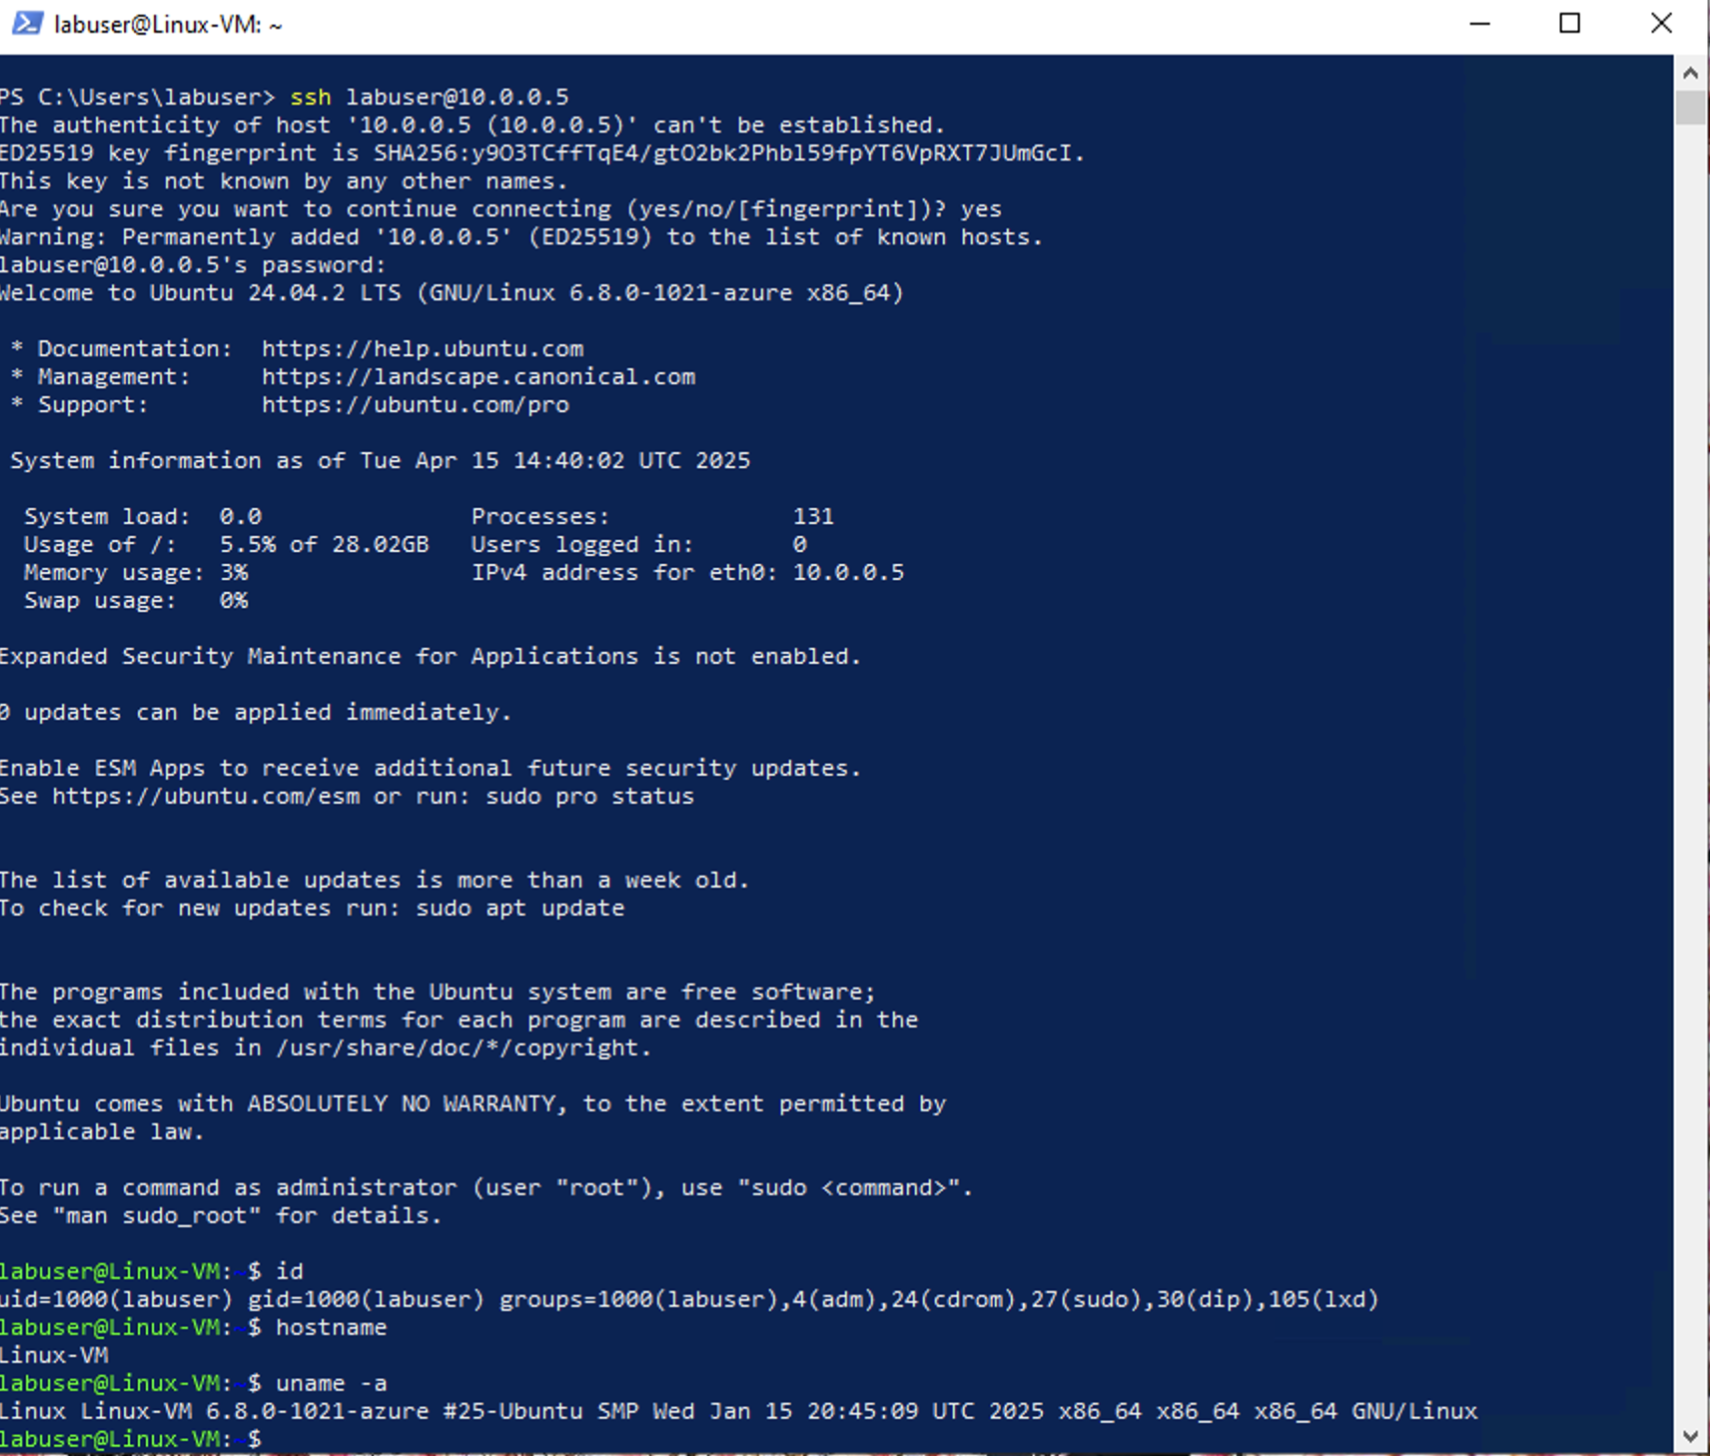 labuser@Linux-VM: ~
PS C:\Users\labuser> ssh labuser@10.0.0.5
The authenticity of host '10.0.0.5 (10.0.0.5)' can't be established.
ED25519 key fingerprint is SHA256:y9O3TCffTqE4/gtO2bk2Phbl59fpYT6VpRXT7JUmGcI.
This key is not known by any other names.
Are you sure you want to continue connecting (yes/no/[fingerprint])? yes
Warning: Permanently added '10.0.0.5' (ED25519) to the list of known hosts.
labuser@10.0.0.5's password:
Welcome to Ubuntu 24.04.2 LTS (GNU/Linux 6.8.0-1021-azure x86_64)
* Documentation:  https://help.ubuntu.com
* Management:     https://landscape.canonical.com
* Support:        https://ubuntu.com/pro
System information as of Tue Apr 15 14:40:02 UTC 2025
System load:  0.0               Processes:             131
Usage of /:   5.5% of 28.02GB   Users logged in:       0
Memory usage: 3%                IPv4 address for eth0: 10.0.0.5
Swap usage:   0%
Expanded Security Maintenance for Applications is not enabled.
0 updates can be applied immediately.
Enable ESM Apps to receive additional future security updates.
See https://ubuntu.com/esm or run: sudo pro status
The list of available updates is more than a week old.
To check for new updates run: sudo apt update
The programs included with the Ubuntu system are free software;
the exact distribution terms for each program are described in the
individual files in /usr/share/doc/*/copyright.
Ubuntu comes with ABSOLUTELY NO WARRANTY, to the extent permitted by
applicable law.
To run a command as administrator (user "root"), use "sudo <command>".
See "man sudo_root" for details.
labuser@Linux-VM:~$ id
uid=1000(labuser) gid=1000(labuser) groups=1000(labuser),4(adm),24(cdrom),27(sudo),30(dip),105(lxd)
labuser@Linux-VM:~$ hostname
Linux-VM
labuser@Linux-VM:~$ uname -a
Linux Linux-VM 6.8.0-1021-azure #25-Ubuntu SMP Wed Jan 15 20:45:09 UTC 2025 x86_64 x86_64 x86_64 GNU/Linux
labuser@Linux-VM:~$